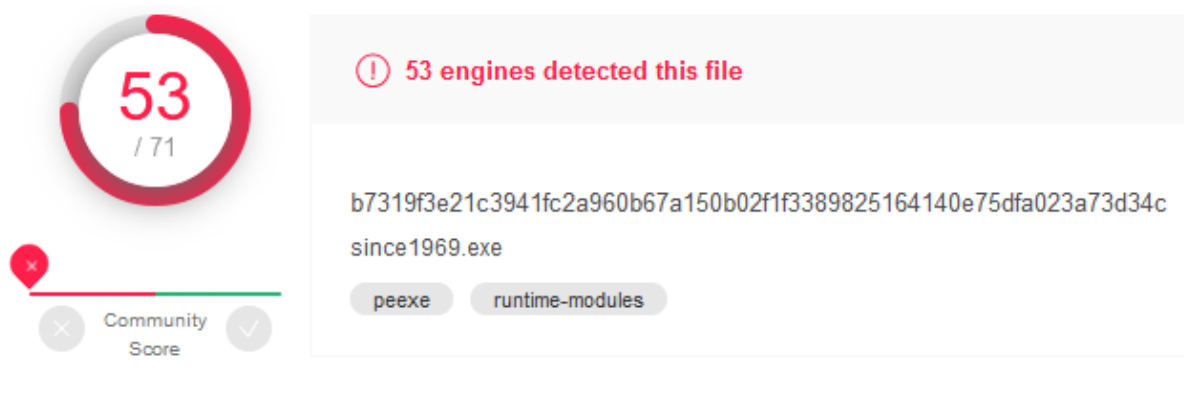 53
/ 71
Community
Score
53 engines detected this file
b7319f3e21c3941fc2a960b67a150b02f1f3389825164140e75dfa023a73d34c
since1969.exe
peexe runtime-modules